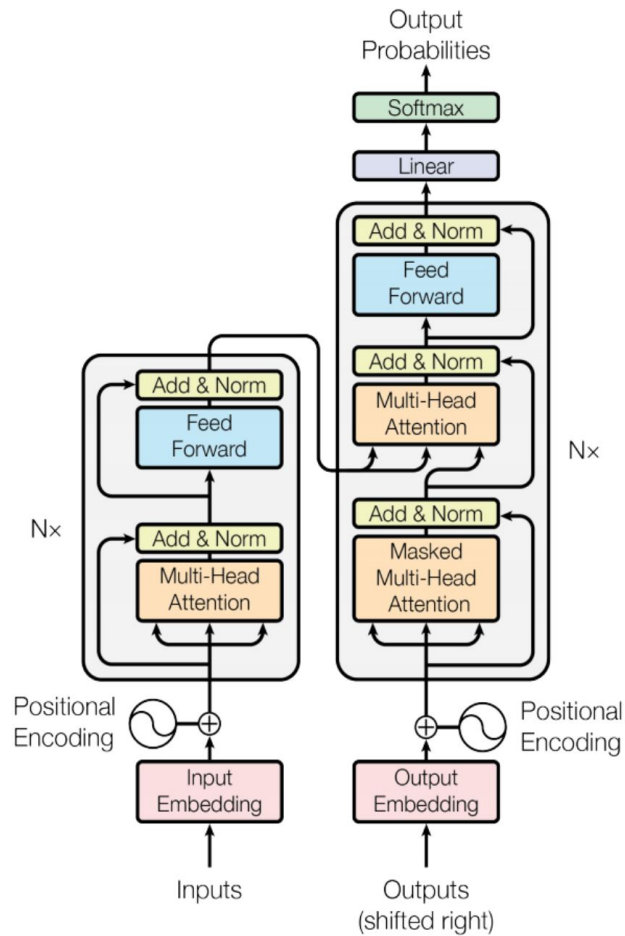 Output
Probabilities
Softmax
Linear
Add & Norm
Feed
Forward
Add & Norm
Multi-Head
Attention
Add & Norm
Masked
Multi-Head
Attention
N×
Add & Norm
Feed
Forward
Add & Norm
Multi-Head
Attention
N×
Positional
Encoding
Positional
Encoding
Input
Embedding
Output
Embedding
Inputs
Outputs
(shifted right)